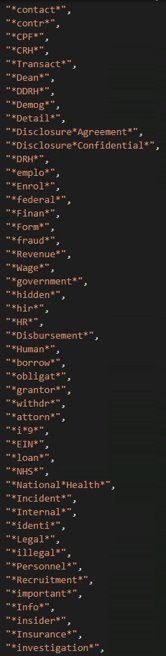 "*contact*",
"*contr*",
"*CPF*",
"*CRH*",
"*Transact*",
"*Dean*",
"*DDRH*",
"*Demog*",
"*Detail*",
"*Disclosure*Agreement*",
"*Disclosure*Confidential*",
"*DRH*",
"*emplo*",
"*Enrol*",
"*federal*",
"*Finan*",
"*Form*",
"*fraud*",
"*Revenue*",
"*Wage*",
"*government*",
"*hidden*",
"*hir*",
"*HR*",
"*Disbursement*",
"*Human*",
"*borrow*",
"*obligat*",
"*grantor*",
"*withdr*",
"*attorn*",
"*i*9*",
"*EIN*",
"*loan*",
"*NHS*",
"*National*Health*",
"*Incident*",
"*Internal*",
"*identi*",
"*Legal*",
"*illegal*",
"*Personnel*",
"*Recruitment*",
"*important*",
"*Info*",
"*insider*",
"*Insurance*",
"*investigation*",